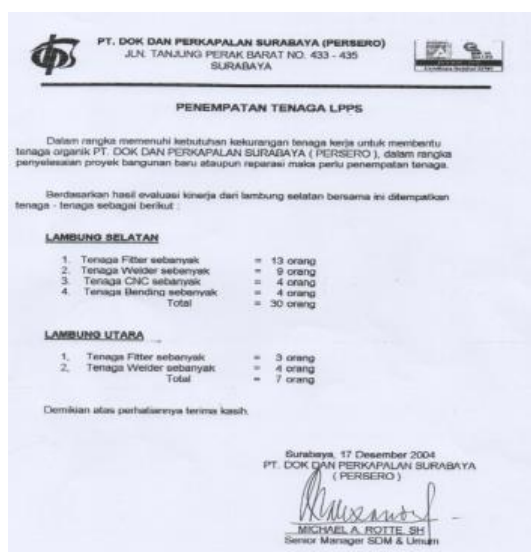 PT. DOK DAN PERKAPALAN SURABAYA (PERSERO)
JLN. TANJUNG PERAK BARAT NO. 433 - 435
SURABAYA
PENEMPATAN TENAGA LPPS
Dalam rangka memenuhi kebutuhan kekurangan tenaga kerja untuk membantu
tenaga organik PT. DOK DAN PERKAPALAN SURABAYA ( PERSERO ), dalam rangka
penyelesaian proyek bangunan baru ataupun reparasi maka perlu penempatan tenaga.
Berdasarkan hasil evaluasi kinerja dari lambung selatan bersama ini ditempatkan
tenaga - tenaga sebagai berikut :
LAMBUNG SELATAN
1. Tenaga Fitter sebanyak = 13 orang
2. Tenaga Welder sebanyak = 9 orang
3. Tenaga CNC sebanyak = 4 orang
4. Tenaga Bending sebanyak = 4 orang
Total = 30 orang
LAMBUNG UTARA
1, Tenaga Fitter sebanyak = 3 orang
2, Tenaga Welder sebanyak = 4 orang
Total = 7 orang
Demikian atas perhatiannya terima kasih.
Surabaya, 17 Desember 2004
PT. DOK DAN PERKAPALAN SURABAYA
( PERSERO )
MICHAEL A. ROTTE, SH
Senior Manager SDM & Umum